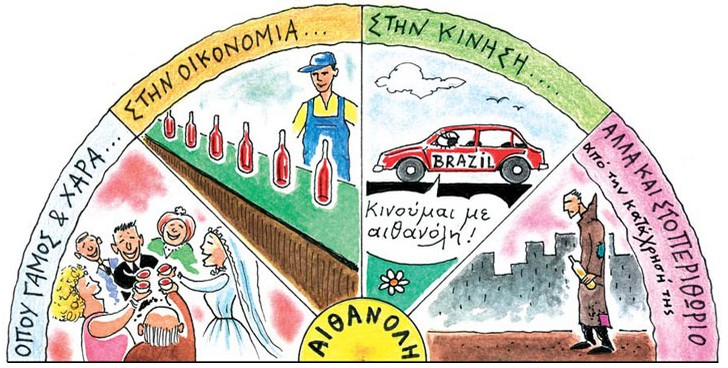 ΟΠΟΥ ΓΑΜΟΣ & ΧΑΡΑ...
ΣΤΗΝ ΟΙΚΟΝΟΜΙΑ...
ΣΤΗΝ ΚΙΝΗΣΗ.....
ΑΛΛΑ ΚΑΙ ΣΤΟ ΠΕΡΙΘΩΡΙΟ
από την κατάχρηση της
BRAZIL
Κινούμαι με
αιθανόλη!
ΑΙΘΑΝΟΛΗ